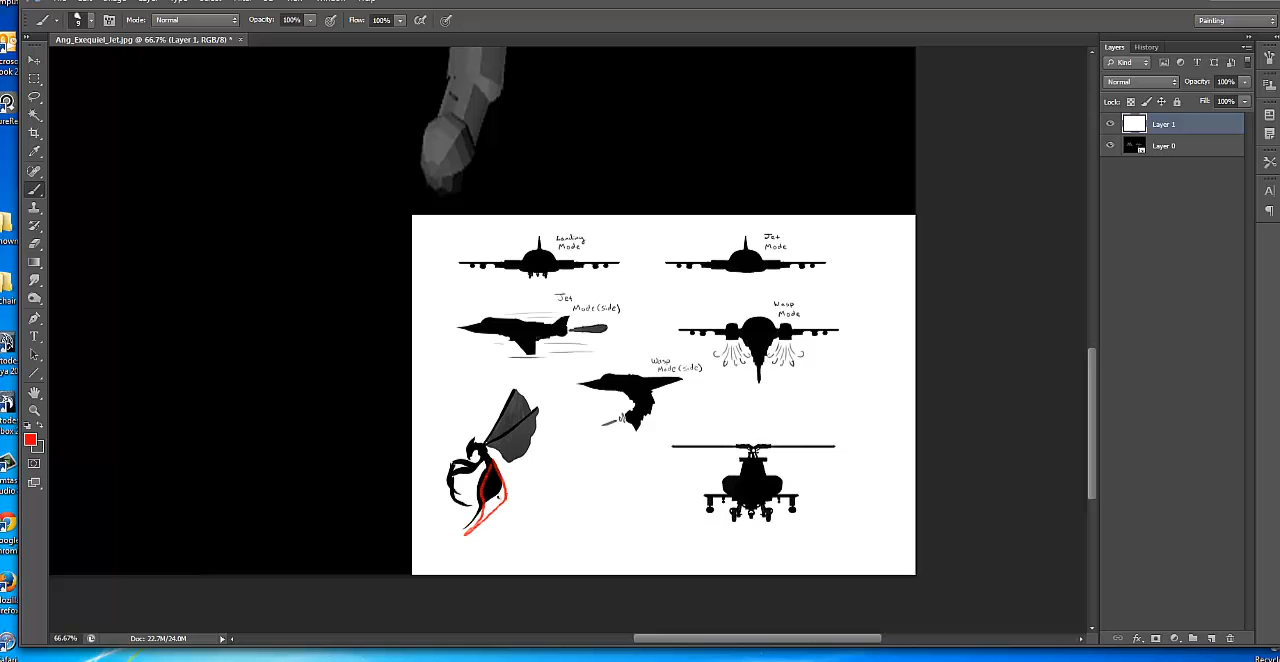 9
Mode: Normal
Opacity: 100%
Flow: 100%
Painting
Ang_Exequiel_Jet.jpg @ 66.7% (Layer 1, RGB/8) * ×
Layers History
Kind
Normal
Opacity: 100%
Lock:
Fill: 100%
Layer 1
Layer 0
Landing
Mode
Jet
Mode
Jet
Mode(side)
Wasp
Mode
Wasp
Mode(side)
66.67%
Doc: 22.7M/24.0M